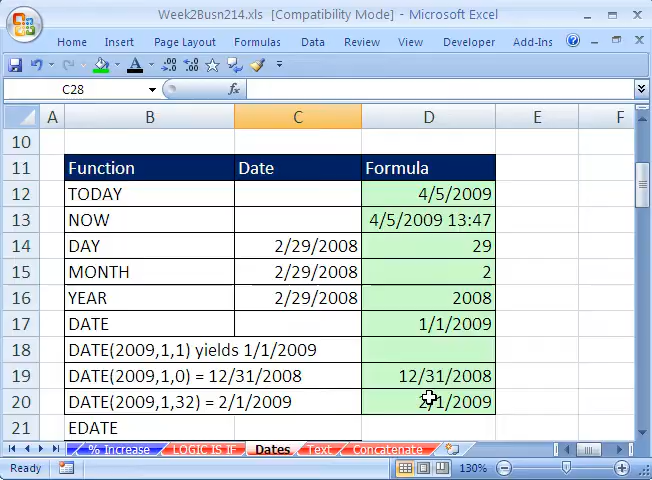 Week2Busn214.xls [Compatibility Mode] - Microsoft Excel
Home Insert Page Layout Formulas Data Review View Developer Add-Ins
C28 fx
A B C D E F
10
11 Function Date Formula
12 TODAY 4/5/2009
13 NOW 4/5/2009 13:47
14 DAY 2/29/2008 29
15 MONTH 2/29/2008 2
16 YEAR 2/29/2008 2008
17 DATE 1/1/2009
18 DATE(2009,1,1) yields 1/1/2009
19 DATE(2009,1,0) = 12/31/2008 12/31/2008
20 DATE(2009,1,32) = 2/1/2009 2/1/2009
21 EDATE
% Increase LOGIC IS IF Dates Text Concatenate
Ready 130%